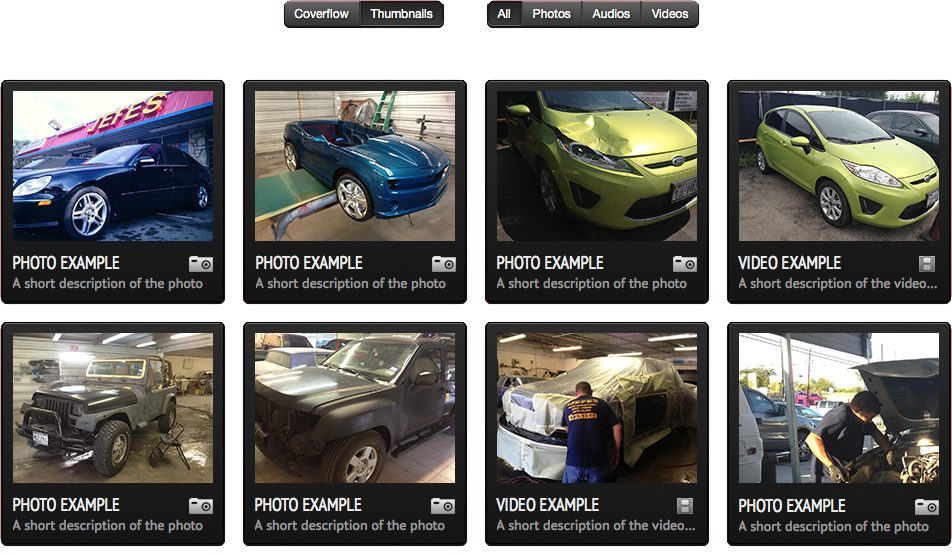 Coverflow Thumbnails All Photos Audios Videos
JEFES
PHOTO EXAMPLE
A short description of the photo
PHOTO EXAMPLE
A short description of the photo
PHOTO EXAMPLE
A short description of the photo
VIDEO EXAMPLE
A short description of the video...
PHOTO EXAMPLE
A short description of the photo
PHOTO EXAMPLE
A short description of the photo
JEFES
VIDEO EXAMPLE
A short description of the video...
PHOTO EXAMPLE
A short description of the photo